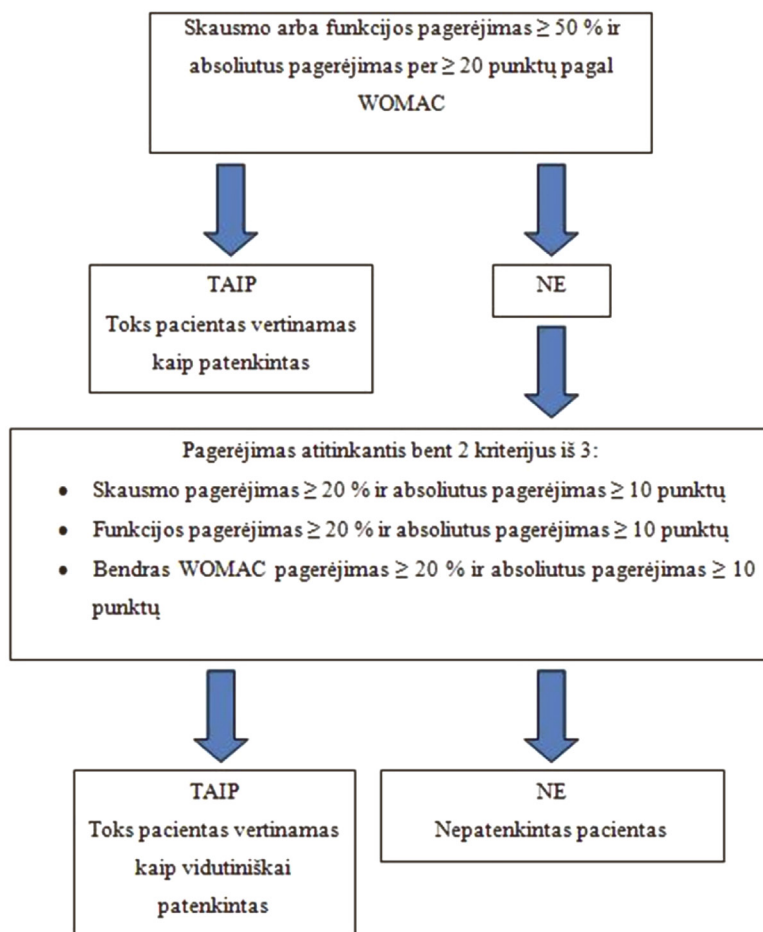 Skausmo arba funkcijos pagerėjimas ≥ 50 % ir
absoliutus pagerėjimas per ≥ 20 punktų pagal
WOMAC
TAIP
Toks pacientas vertinamas
kaip patenkintas
NE
Pagerėjimas atitinkantis bent 2 kriterijus iš 3:
• Skausmo pagerėjimas ≥ 20 % ir absoliutus pagerėjimas ≥ 10 punktų
• Funkcijos pagerėjimas ≥ 20 % ir absoliutus pagerėjimas ≥ 10 punktų
• Bendras WOMAC pagerėjimas ≥ 20 % ir absoliutus pagerėjimas ≥ 10
punktų
TAIP
Toks pacientas vertinamas
kaip vidutiniškai
patenkintas
NE
Nepatenkintas pacientas